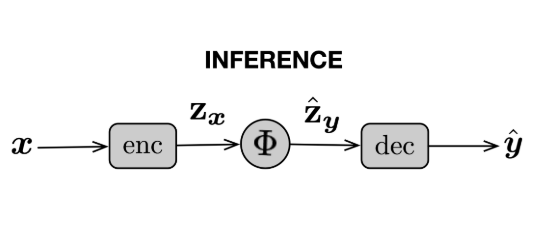 INFERENCE
x enc z_x Φ ẑ_y dec ŷ